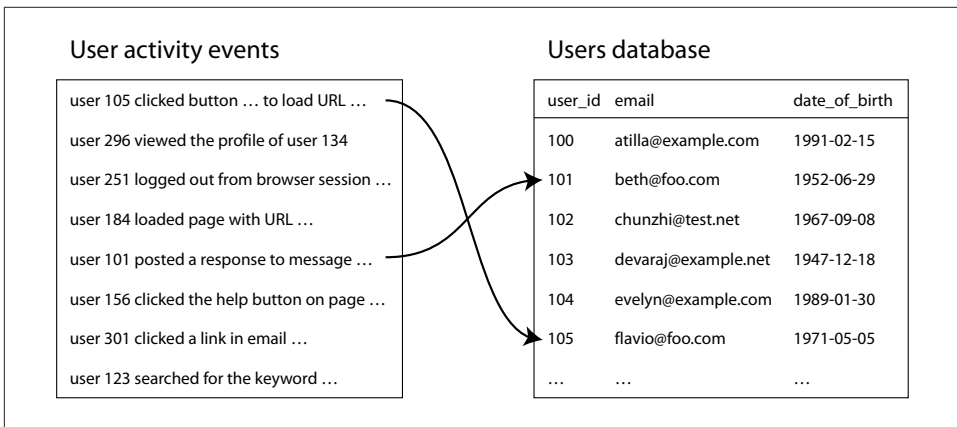 User activity events
user 105 clicked button … to load URL …
user 296 viewed the profile of user 134
user 251 logged out from browser session …
user 184 loaded page with URL …
user 101 posted a response to message …
user 156 clicked the help button on page …
user 301 clicked a link in email …
user 123 searched for the keyword …
Users database
user_id email date_of_birth
100 atilla@example.com 1991-02-15
101 beth@foo.com 1952-06-29
102 chunzhi@test.net 1967-09-08
103 devaraj@example.net 1947-12-18
104 evelyn@example.com 1989-01-30
105 flavio@foo.com 1971-05-05
… … …